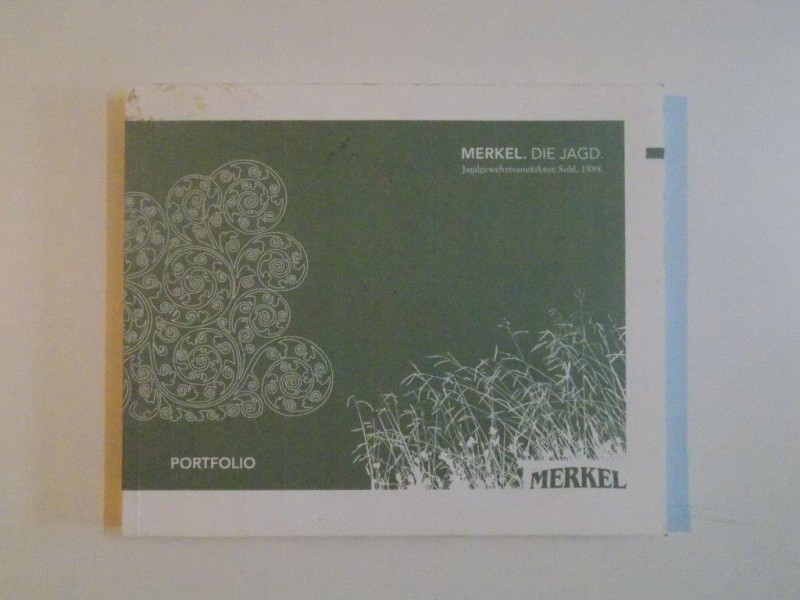 MERKEL. DIE JAGD.
Jagdgewehrmanufaktur. Suhl. 1898
PORTFOLIO
MERKEL